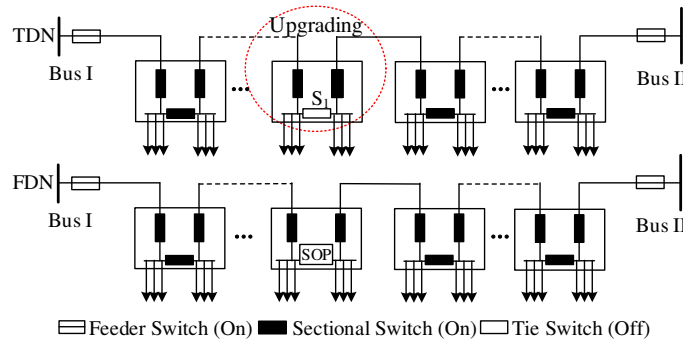 Upgrading
TDN
Bus I
Bus II
...
S1
...
FDN
Bus I
Bus II
...
SOP
...
Feeder Switch (On) Sectional Switch (On) Tie Switch (Off)